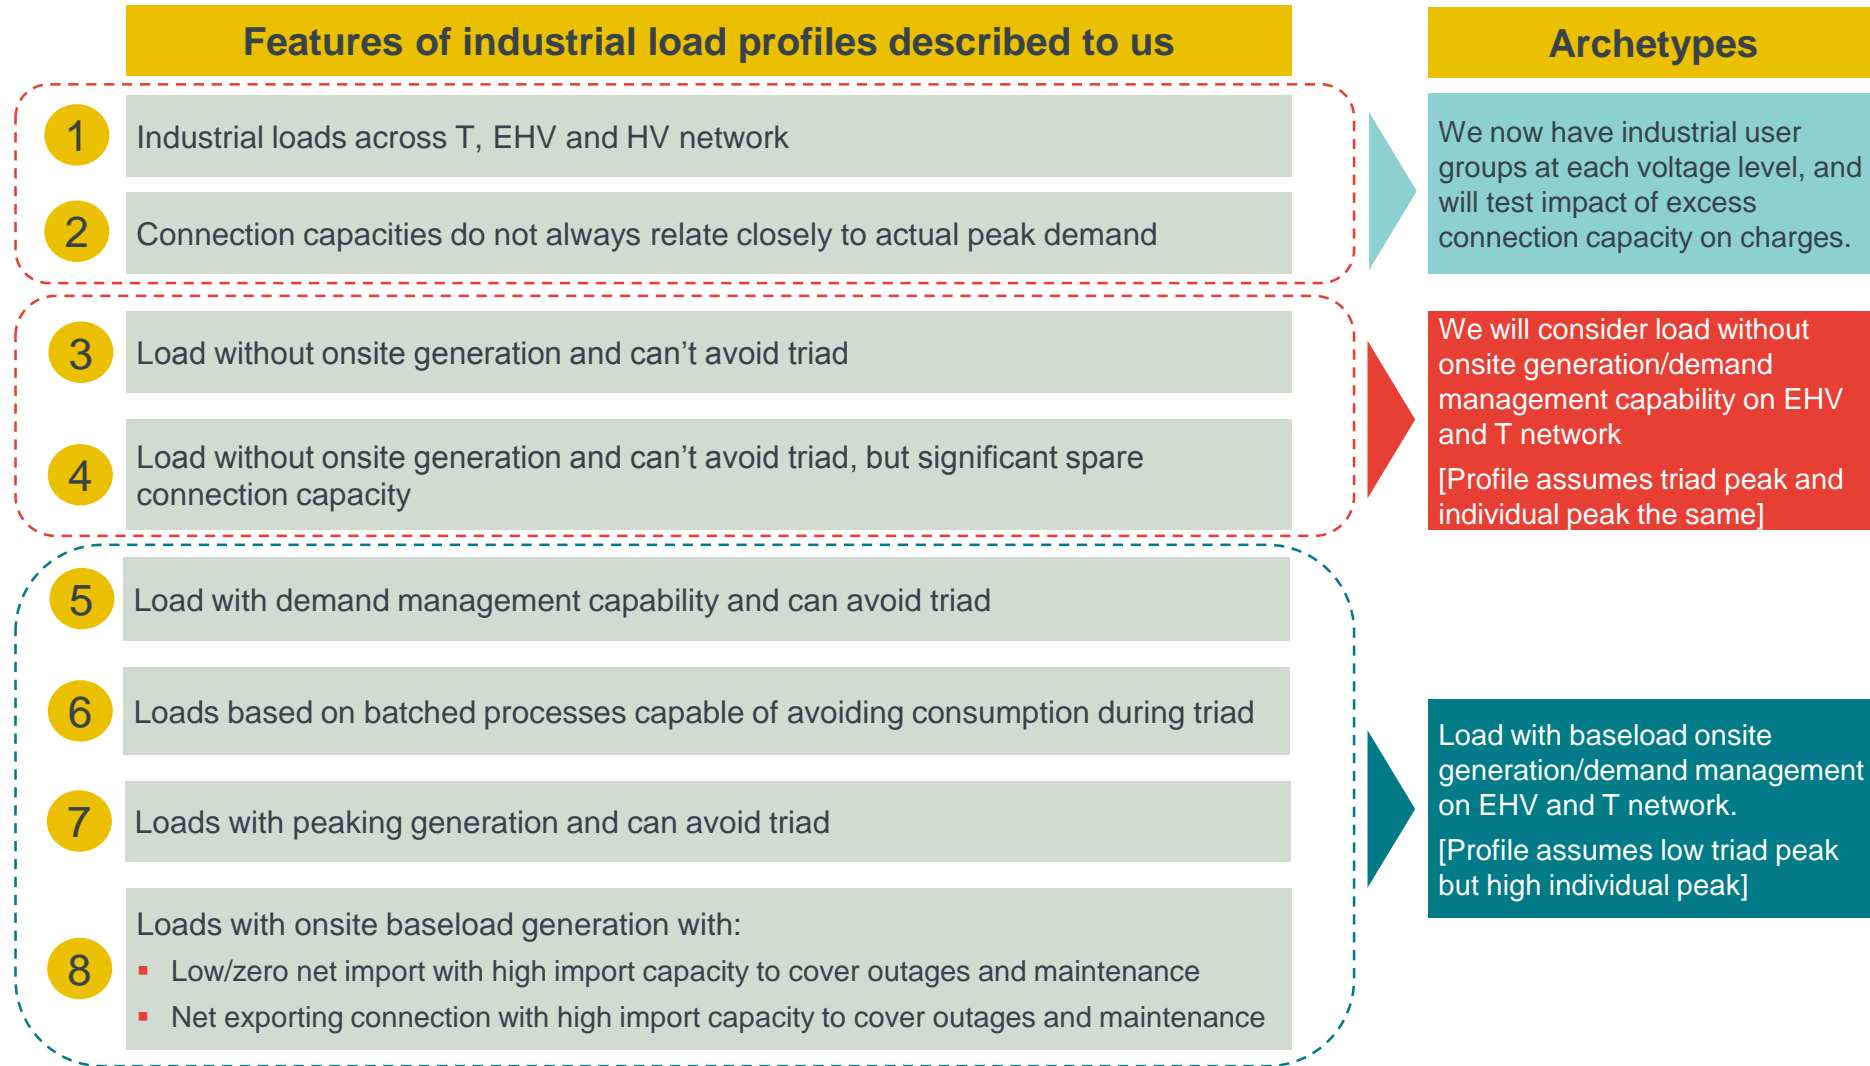 Features of industrial load profiles described to us
Archetypes
1
Industrial loads across T, EHV and HV network
2
Connection capacities do not always relate closely to actual peak demand
We now have industrial user
groups at each voltage level, and
will test impact of excess
connection capacity on charges.
3
Load without onsite generation and can’t avoid triad
4
Load without onsite generation and can’t avoid triad, but significant spare
connection capacity
We will consider load without
onsite generation/demand
management capability on EHV
and T network
[Profile assumes triad peak and
individual peak the same]
5
Load with demand management capability and can avoid triad
6
Loads based on batched processes capable of avoiding consumption during triad
7
Loads with peaking generation and can avoid triad
8
Loads with onsite baseload generation with:
▪ Low/zero net import with high import capacity to cover outages and maintenance
▪ Net exporting connection with high import capacity to cover outages and maintenance
Load with baseload onsite
generation/demand management
on EHV and T network.
[Profile assumes low triad peak
but high individual peak]